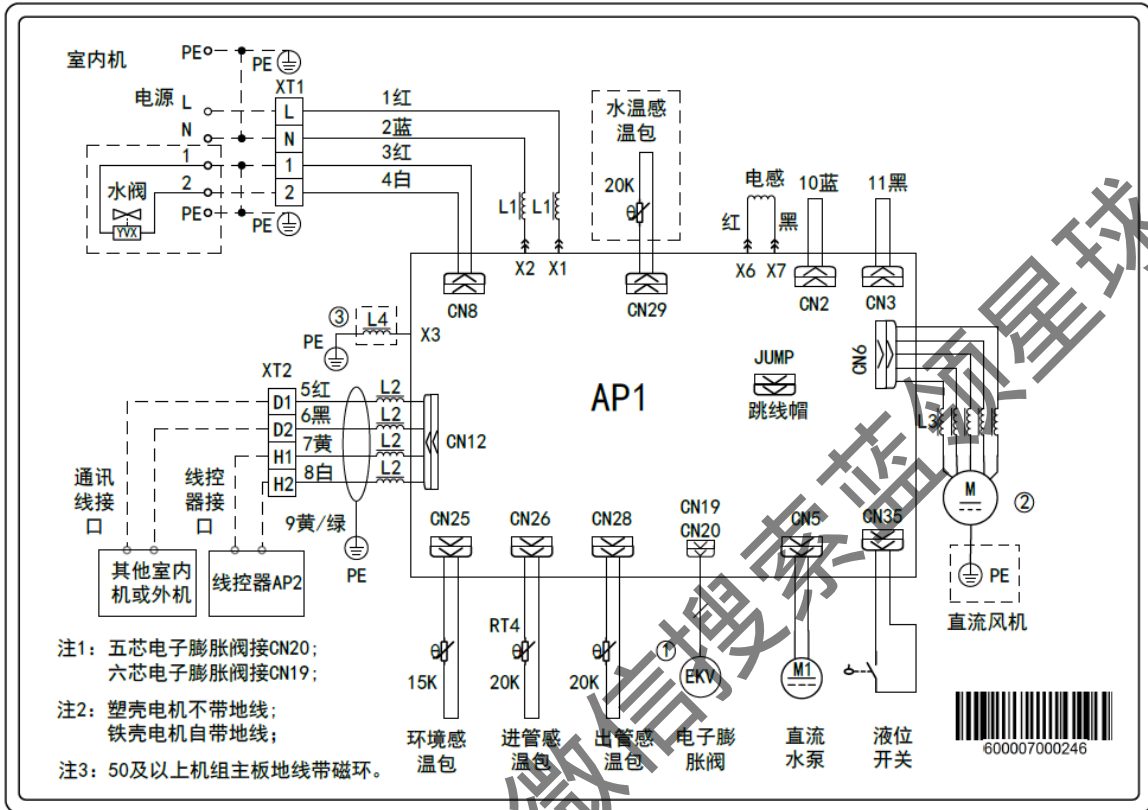 室内机
PE
PE
XT1
电源
L
N
1
2
PE
PE
L
N
1
2
1红
2蓝
3红
4白
水阀
YVX
L1
L1
X2
X1
水温感
温包
20K
θ
电感
红
黑
X6
X7
10蓝
11黑
CN8
CN29
CN2
CN3
③
L4
X3
PE
XT2
D1
D2
H1
H2
5红
6黑
7黄
8白
9黄/绿
L2
L2
L2
L2
CN12
PE
AP1
JUMP
跳线帽
CN6
L3
M
②
PE
直流风机
通讯
线接
口
线控
器接
口
其他室内
机或外机
线控器AP2
CN25
CN26
CN28
CN19
CN20
CN5
CN35
RT4
θ
θ
θ
15K
20K
20K
①
EKV
M1
环境感
温包
进管感
温包
出管感
温包
电子膨
胀阀
直流
水泵
液位
开关
注1：五芯电子膨胀阀接CN20；
六芯电子膨胀阀接CN19；
注2：塑壳电机不带地线；
铁壳电机自带地线；
注3：50及以上机组主板地线带磁环。
600007000246
微信搜索蓝领星球